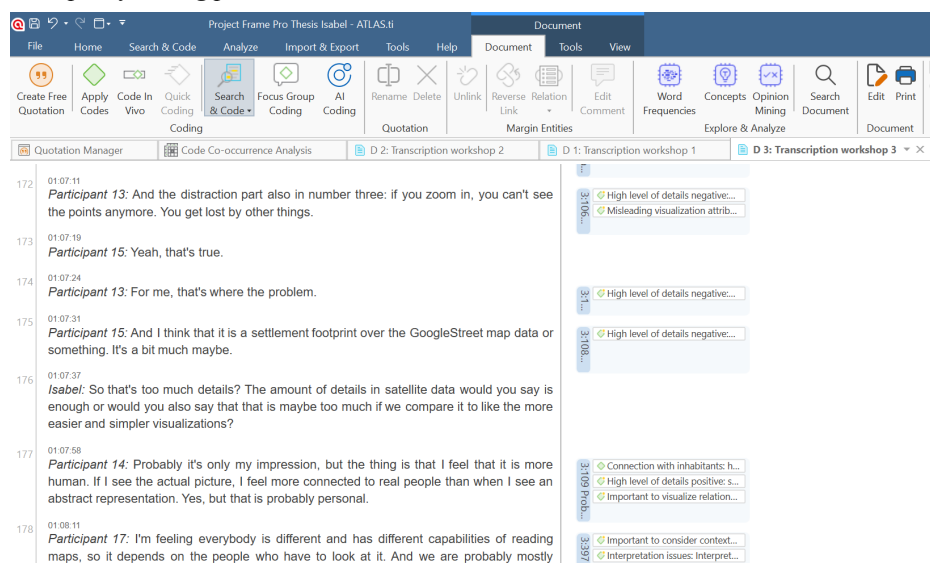 Project Frame Pro Thesis Isabel - ATLAS.ti
Document
File Home Search & Code Analyze Import & Export Tools Help Document Tools View
Create Free Quotation
Apply Codes
Code In Vivo
Quick Coding
Search & Code
Focus Group Coding
AI Coding
Rename
Delete
Unlink
Reverse Link
Relation
Edit Comment
Word Frequencies
Concepts
Opinion Mining
Search Document
Edit
Print
Coding
Quotation
Margin Entities
Explore & Analyze
Document
Quotation Manager
Code Co-occurrence Analysis
D 2: Transcription workshop 2
D 1: Transcription workshop 1
D 3: Transcription workshop 3
172
01:07:11
Participant 13: And the distraction part also in number three: if you zoom in, you can't see
the points anymore. You get lost by other things.
3:106...
High level of details negative:...
Misleading visualization attrib...
173
01:07:19
Participant 15: Yeah, that's true.
174
01:07:24
Participant 13: For me, that's where the problem.
3:1...
High level of details negative:...
175
01:07:31
Participant 15: And I think that it is a settlement footprint over the GoogleStreet map data or
something. It's a bit much maybe.
3:108...
High level of details negative:...
176
01:07:37
Isabel: So that's too much details? The amount of details in satellite data would you say is
enough or would you also say that that is maybe too much if we compare it to like the more
easier and simpler visualizations?
177
01:07:58
Participant 14: Probably it's only my impression, but the thing is that I feel that it is more
human. If I see the actual picture, I feel more connected to real people than when I see an
abstract representation. Yes, but that is probably personal.
3:109 Prob...
Connection with inhabitants: h...
High level of details positive: s...
Important to visualize relation...
178
01:08:11
Participant 17: I'm feeling everybody is different and has different capabilities of reading
maps, so it depends on the people who have to look at it. And we are probably mostly
3:397
Important to consider context...
Interpretation issues: Interpret...